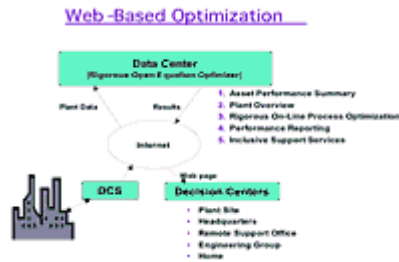 Web-Based Optimization
Data Center
(Rigorous Open Equation Optimizer)
Plant Data
Results
1. Asset Performance Summary
2. Plant Overview
3. Rigorous On-Line Process Optimization
4. Performance Reporting
5. Inclusive Support Services
Internet
Web page
DCS
Decision Centers
• Plant Site
• Headquarters
• Remote Support Office
• Engineering Group
• Home